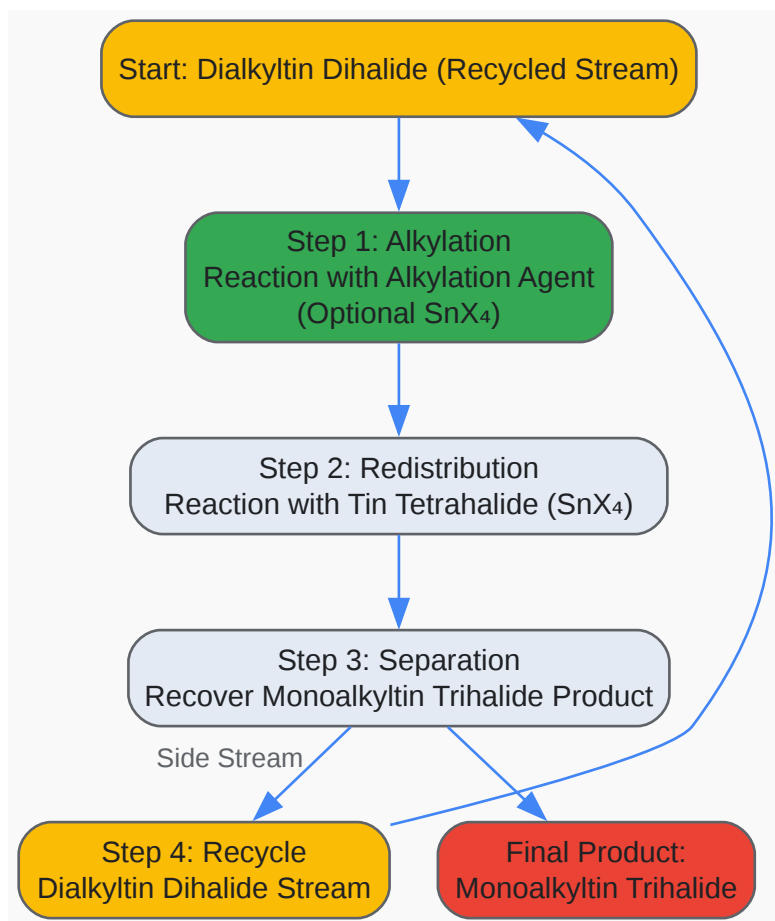 Start: Dialkyltin Dihalide (Recycled Stream)
Step 1: Alkylation
Reaction with Alkylation Agent
(Optional SnX₄)
Step 2: Redistribution
Reaction with Tin Tetrahalide (SnX₄)
Step 3: Separation
Recover Monoalkyltin Trihalide Product
Side Stream
Step 4: Recycle
Dialkyltin Dihalide Stream
Final Product:
Monoalkyltin Trihalide